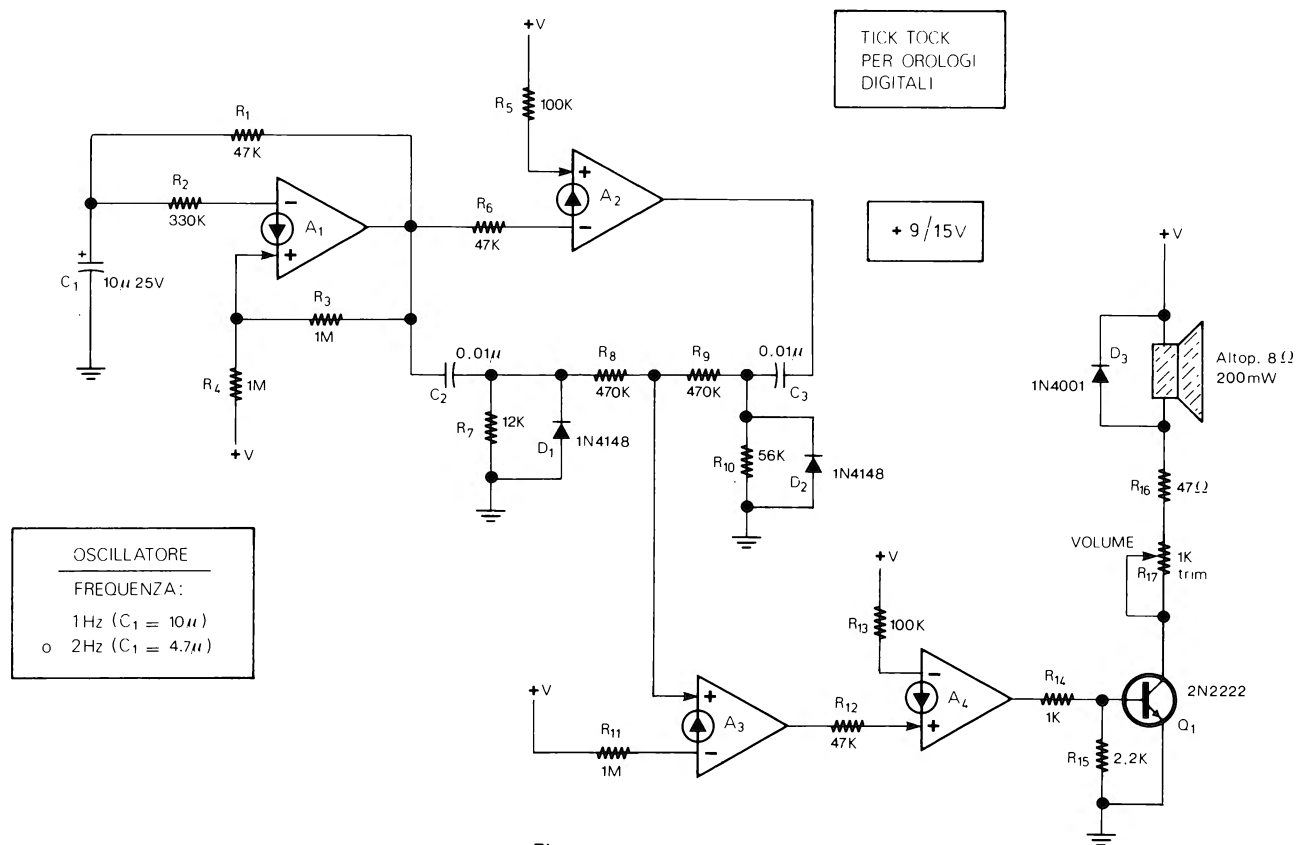 TICK TOCK
PER OROLOGI
DIGITALI
+V
R5
100K
R1
47K
R2
330K
A1
A2
R6
47K
+ 9/15V
C1
10µ 25V
R3
1M
R4
1M
+V
0.01µ
C2
R8
470K
R9
470K
0.01µ
C3
R7
12K
D1
1N4148
R10
56K
D2
1N4148
+V
D3
1N4001
Altop. 8Ω
200mW
R16
47Ω
VOLUME
R17
1K
trim
OSCILLATORE
FREQUENZA:
1Hz (C1 = 10µ)
o 2Hz (C1 = 4.7µ)
+V
R13
100K
+V
R11
1M
A3
R12
47K
A4
R14
1K
2N2222
Q1
R15
2.2K